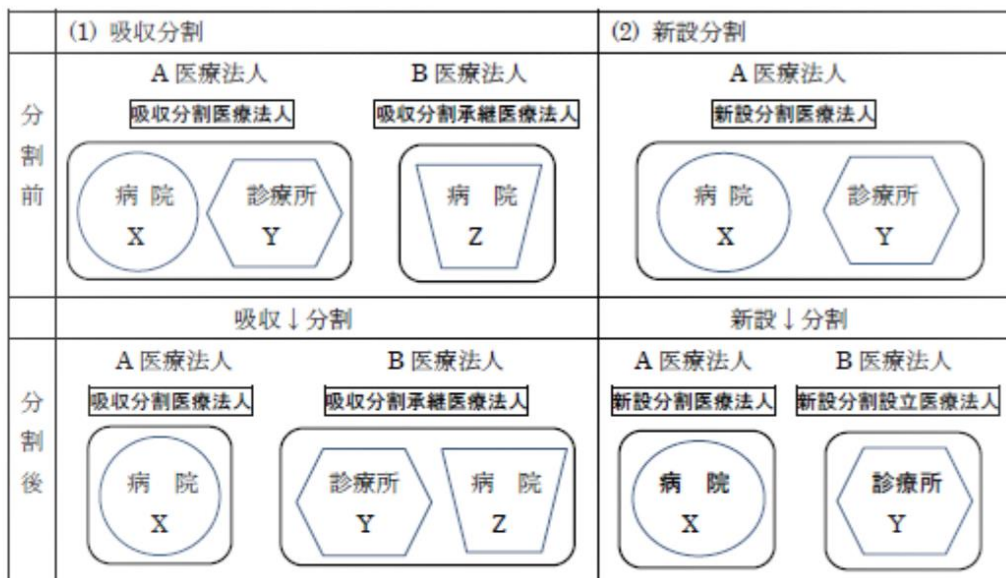 (1) 吸収分割
(2) 新設分割
分割前
A 医療法人
B 医療法人
A 医療法人
吸収分割医療法人
吸収分割承継医療法人
新設分割医療法人
病 院
診療所
病 院
病 院
診療所
X
Y
Z
X
Y
吸収↓分割
新設↓分割
分割後
A 医療法人
B 医療法人
A 医療法人
B 医療法人
吸収分割医療法人
吸収分割承継医療法人
新設分割医療法人
新設分割設立医療法人
病 院
診療所
病 院
病 院
診療所
X
Y
Z
X
Y